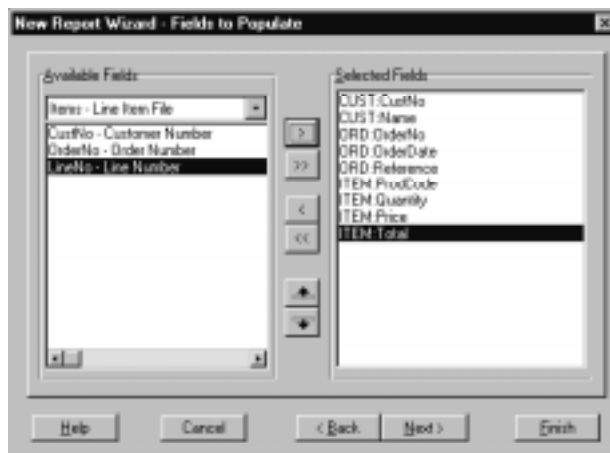 New Report Wizard - Fields to Populate
Available Fields
Items - Line Item File
CustNo - Customer Number
OrderNo - Order Number
LineNo - Line Number
>
>>
<
<<
Selected Fields
CUST:CustNo
CUST:Name
ORD:OrderNo
ORD:OrderDate
ORD:Reference
ITEM:ProdCode
ITEM:Quantity
ITEM:Price
ITEM:Total
Help
Cancel
< Back
Next >
Finish